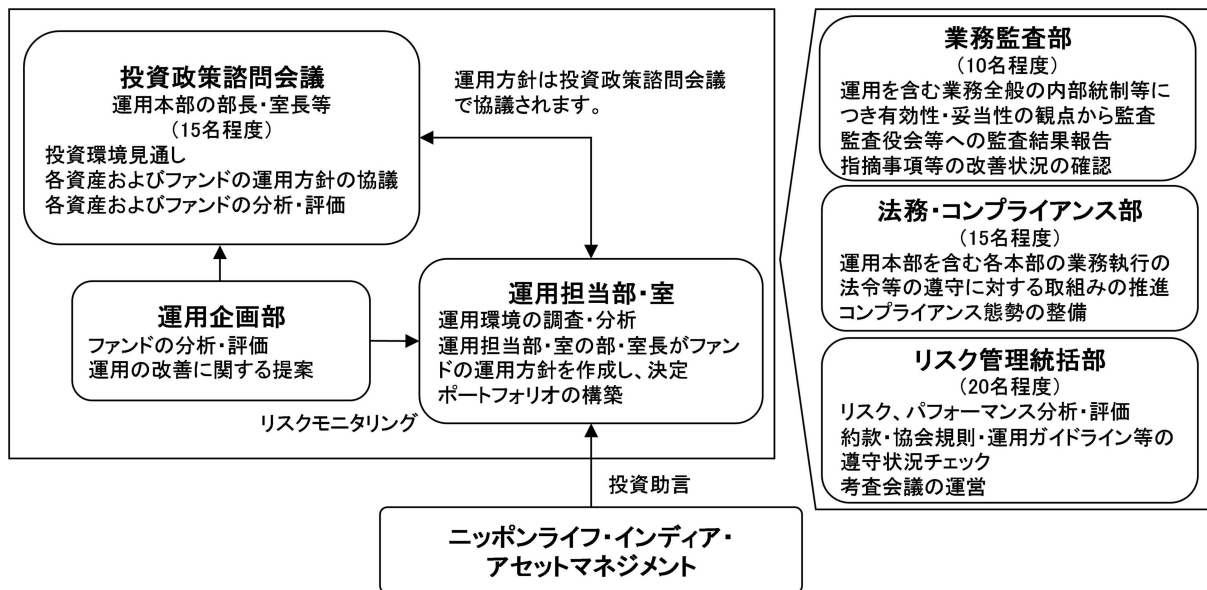 投資政策諮問会議
運用本部の部長・室長等
(15名程度)
投資環境見通し
各資産およびファンドの運用方針の協議
各資産およびファンドの分析・評価
運用方針は投資政策諮問会議
で協議されます。
運用企画部
ファンドの分析・評価
運用の改善に関する提案
リスクモニタリング
運用担当部・室
運用環境の調査・分析
運用担当部・室の部・室長がファン
ドの運用方針を作成し、決定
ポートフォリオの構築
投資助言
ニッポンライフ・インディア・
アセットマネジメント
業務監査部
(10名程度)
運用を含む業務全般の内部統制等に
つき有効性・妥当性の観点から監査
監査役会等への監査結果報告
指摘事項等の改善状況の確認
法務・コンプライアンス部
(15名程度)
運用本部を含む各本部の業務執行の
法令等の遵守に対する取組みの推進
コンプライアンス態勢の整備
リスク管理統括部
(20名程度)
リスク、パフォーマンス分析・評価
約款・協会規則・運用ガイドライン等の
遵守状況チェック
考査会議の運営